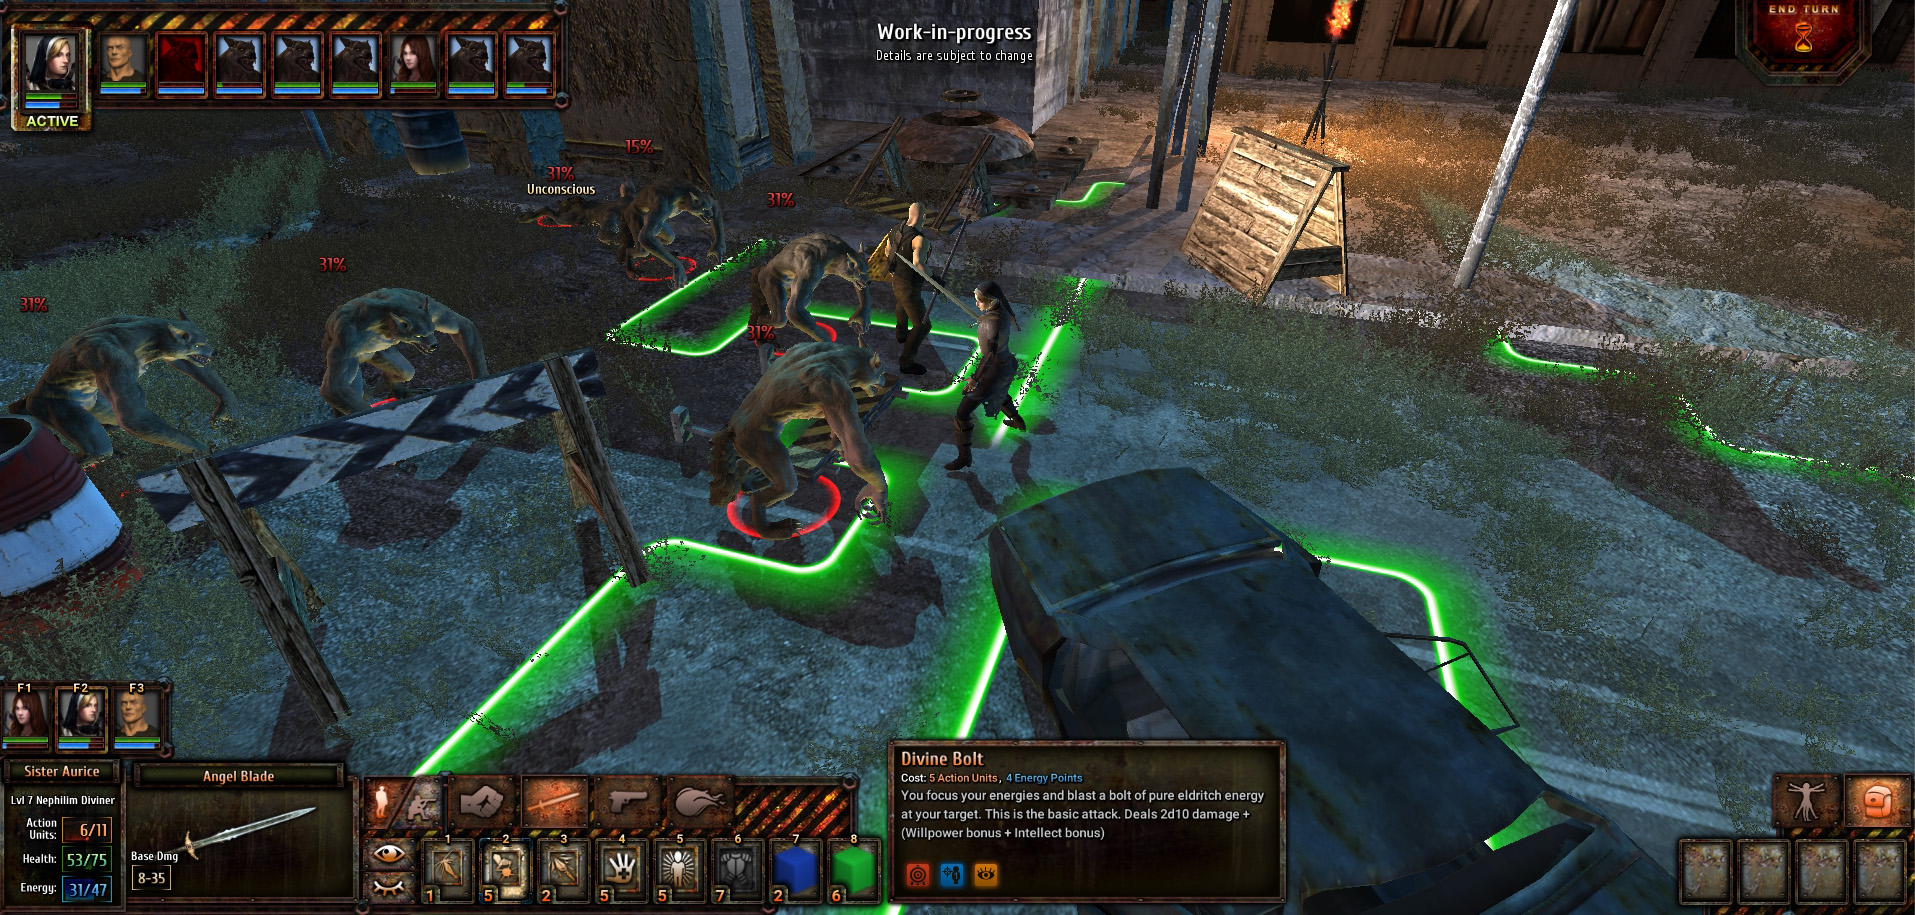 Work-in-progress
Details are subject to change
END TURN
ACTIVE
15%
31%
Unconscious
31%
31%
31%
31%
F1 F2 F3
Sister Aurice
Lvl 7 Nephilim Diviner
Action Units: 6/11
Health: 53/75
Energy: 31/47
Angel Blade
Base Dmg
8-35
1 2 3 4 5 6 7 8
1 5 2 5 5 7 2 6
Divine Bolt
Cost: 5 Action Units, 4 Energy Points
You focus your energies and blast a bolt of pure eldritch energy
at your target. This is the basic attack. Deals 2d10 damage +
(Willpower bonus + Intellect bonus)